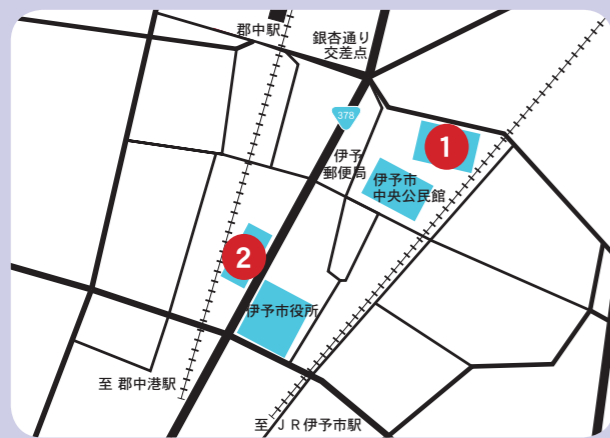 郡中駅
銀杏通り
交差点
378
1
伊予
郵便局
伊予市
中央公民館
2
伊予市役所
至 郡中港駅
至 ＪＲ伊予市駅